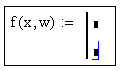 f(x,w) :=